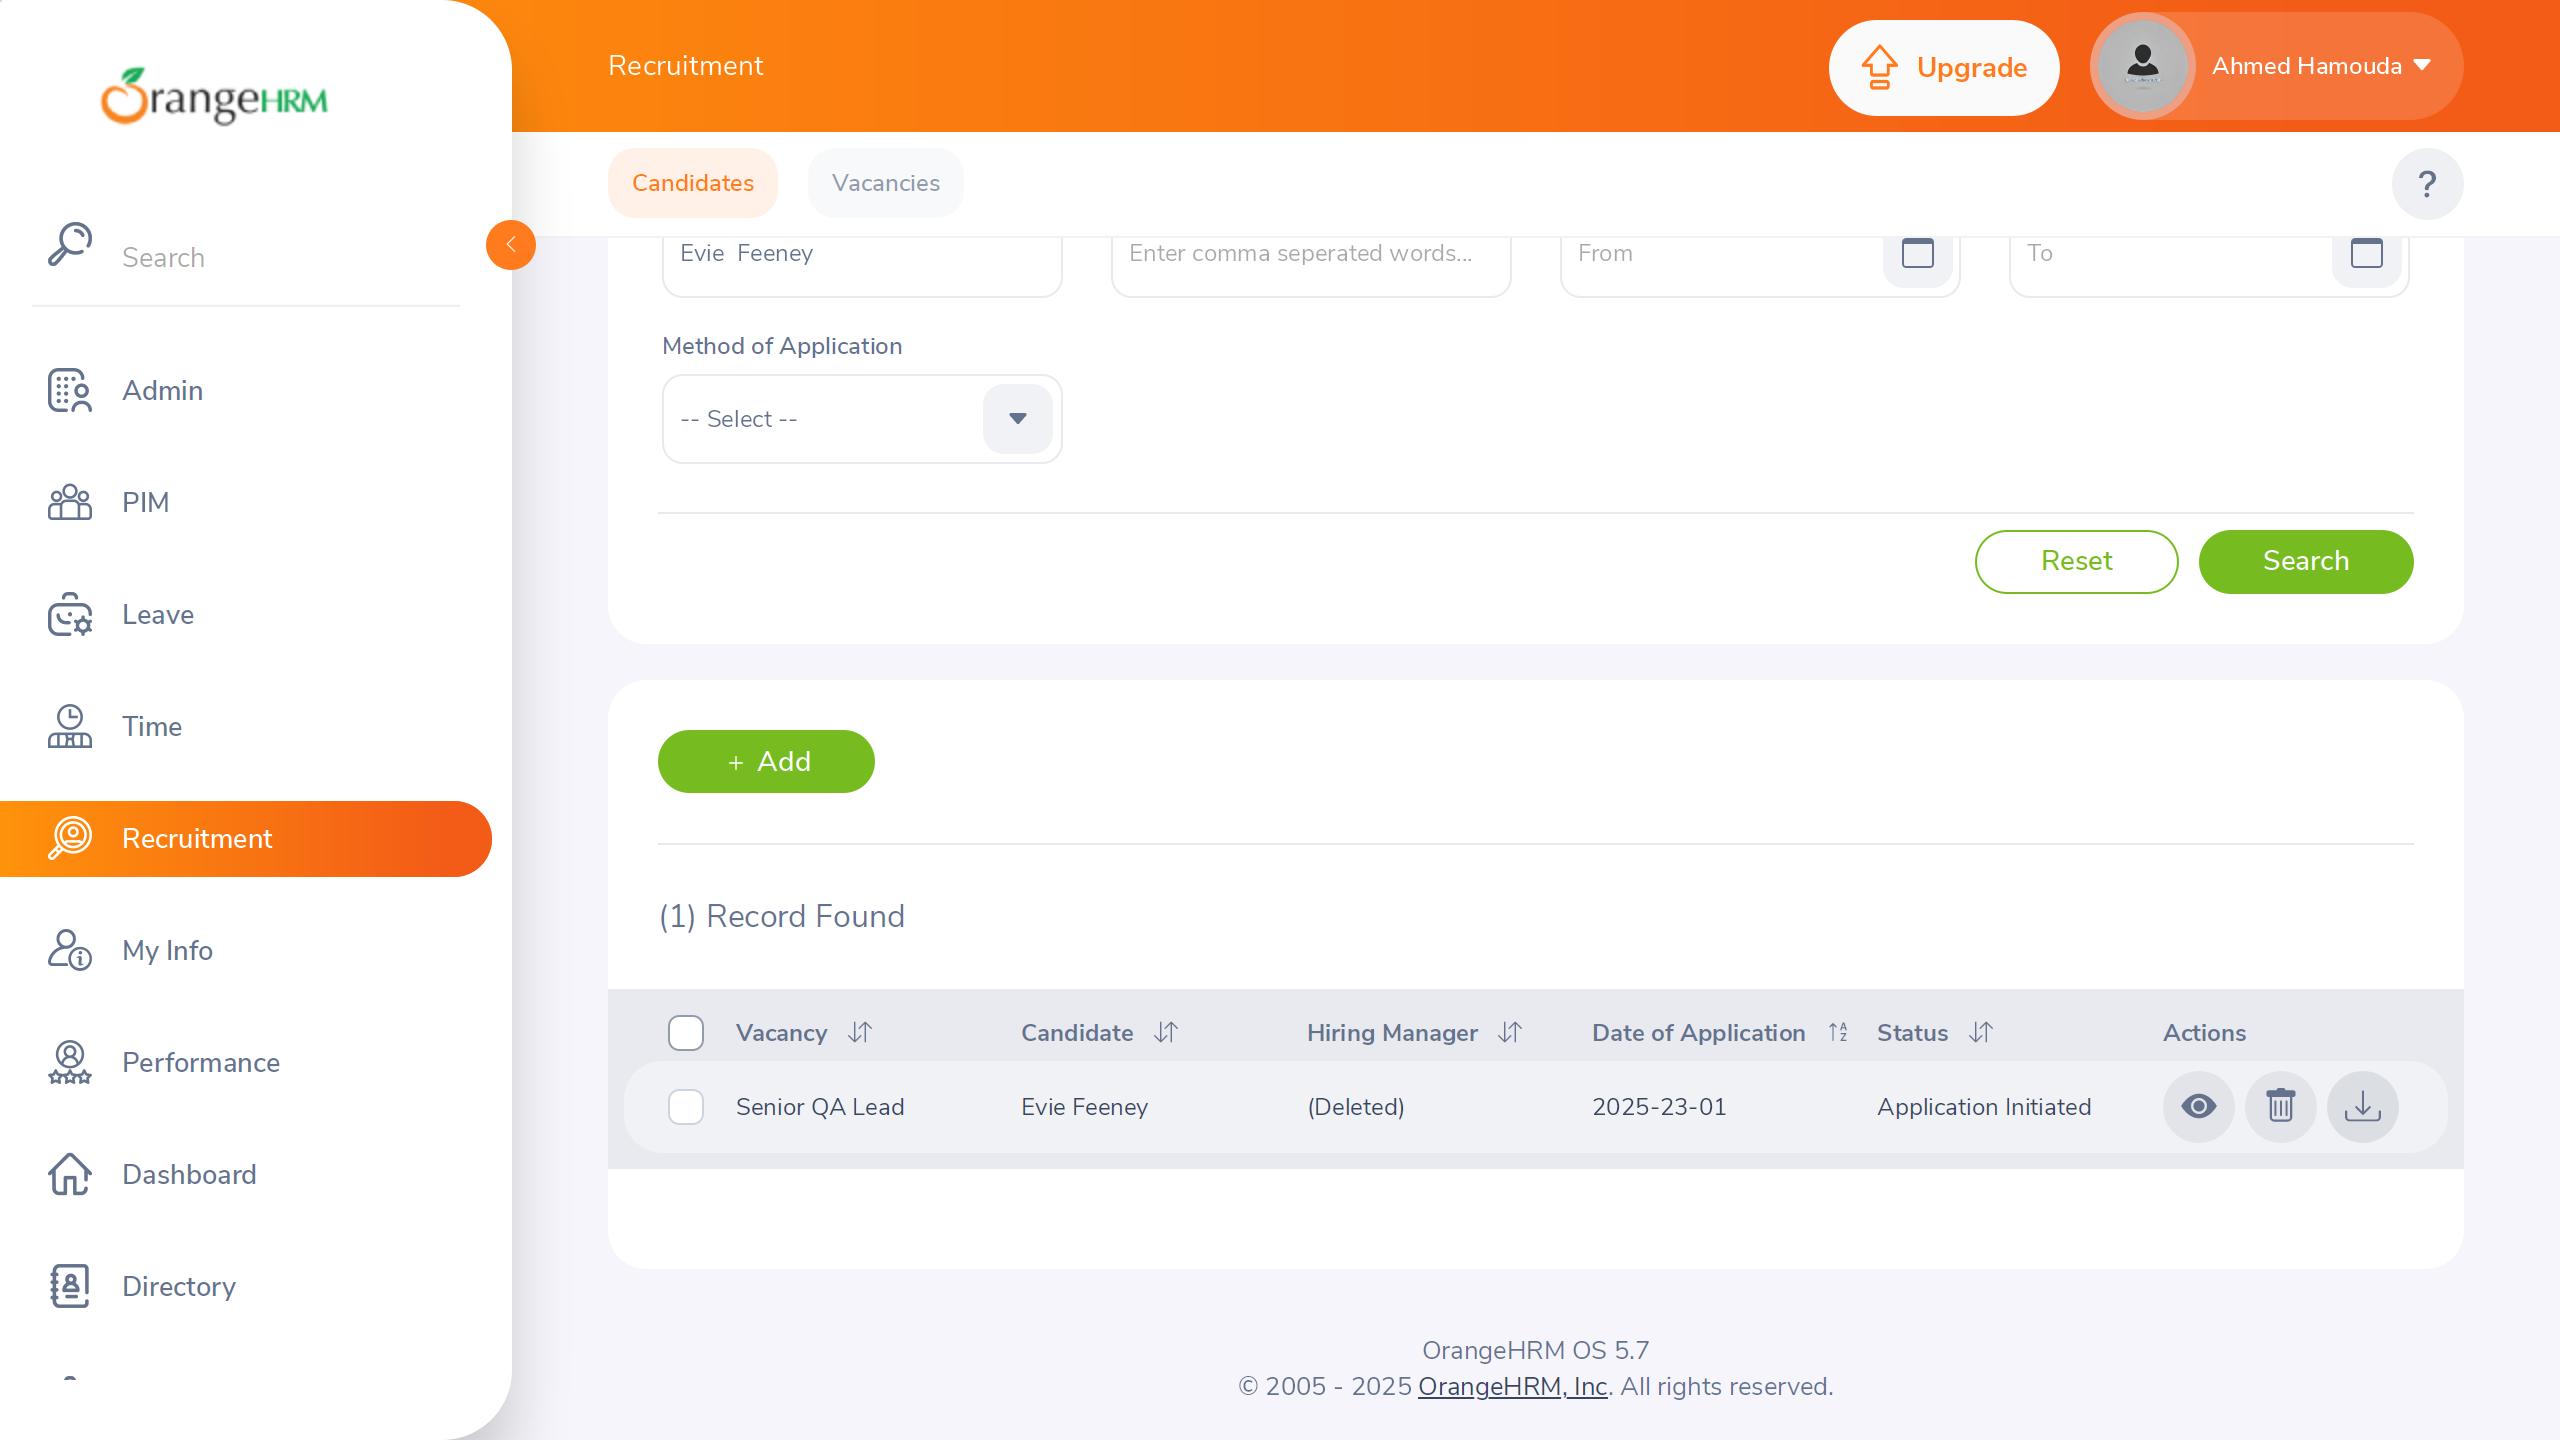 OrangeHRM
Recruitment
Upgrade
Ahmed Hamouda
Candidates
Vacancies
?
Search
Admin
PIM
Leave
Time
Recruitment
My Info
Performance
Dashboard
Directory
Evie  Feeney
Enter comma seperated words...
From
To
Method of Application
-- Select --
Reset
Search
+ Add
(1) Record Found
Vacancy
Candidate
Hiring Manager
Date of Application
Status
Actions
Senior QA Lead
Evie Feeney
(Deleted)
2025-23-01
Application Initiated
OrangeHRM OS 5.7
© 2005 - 2025 OrangeHRM, Inc. All rights reserved.